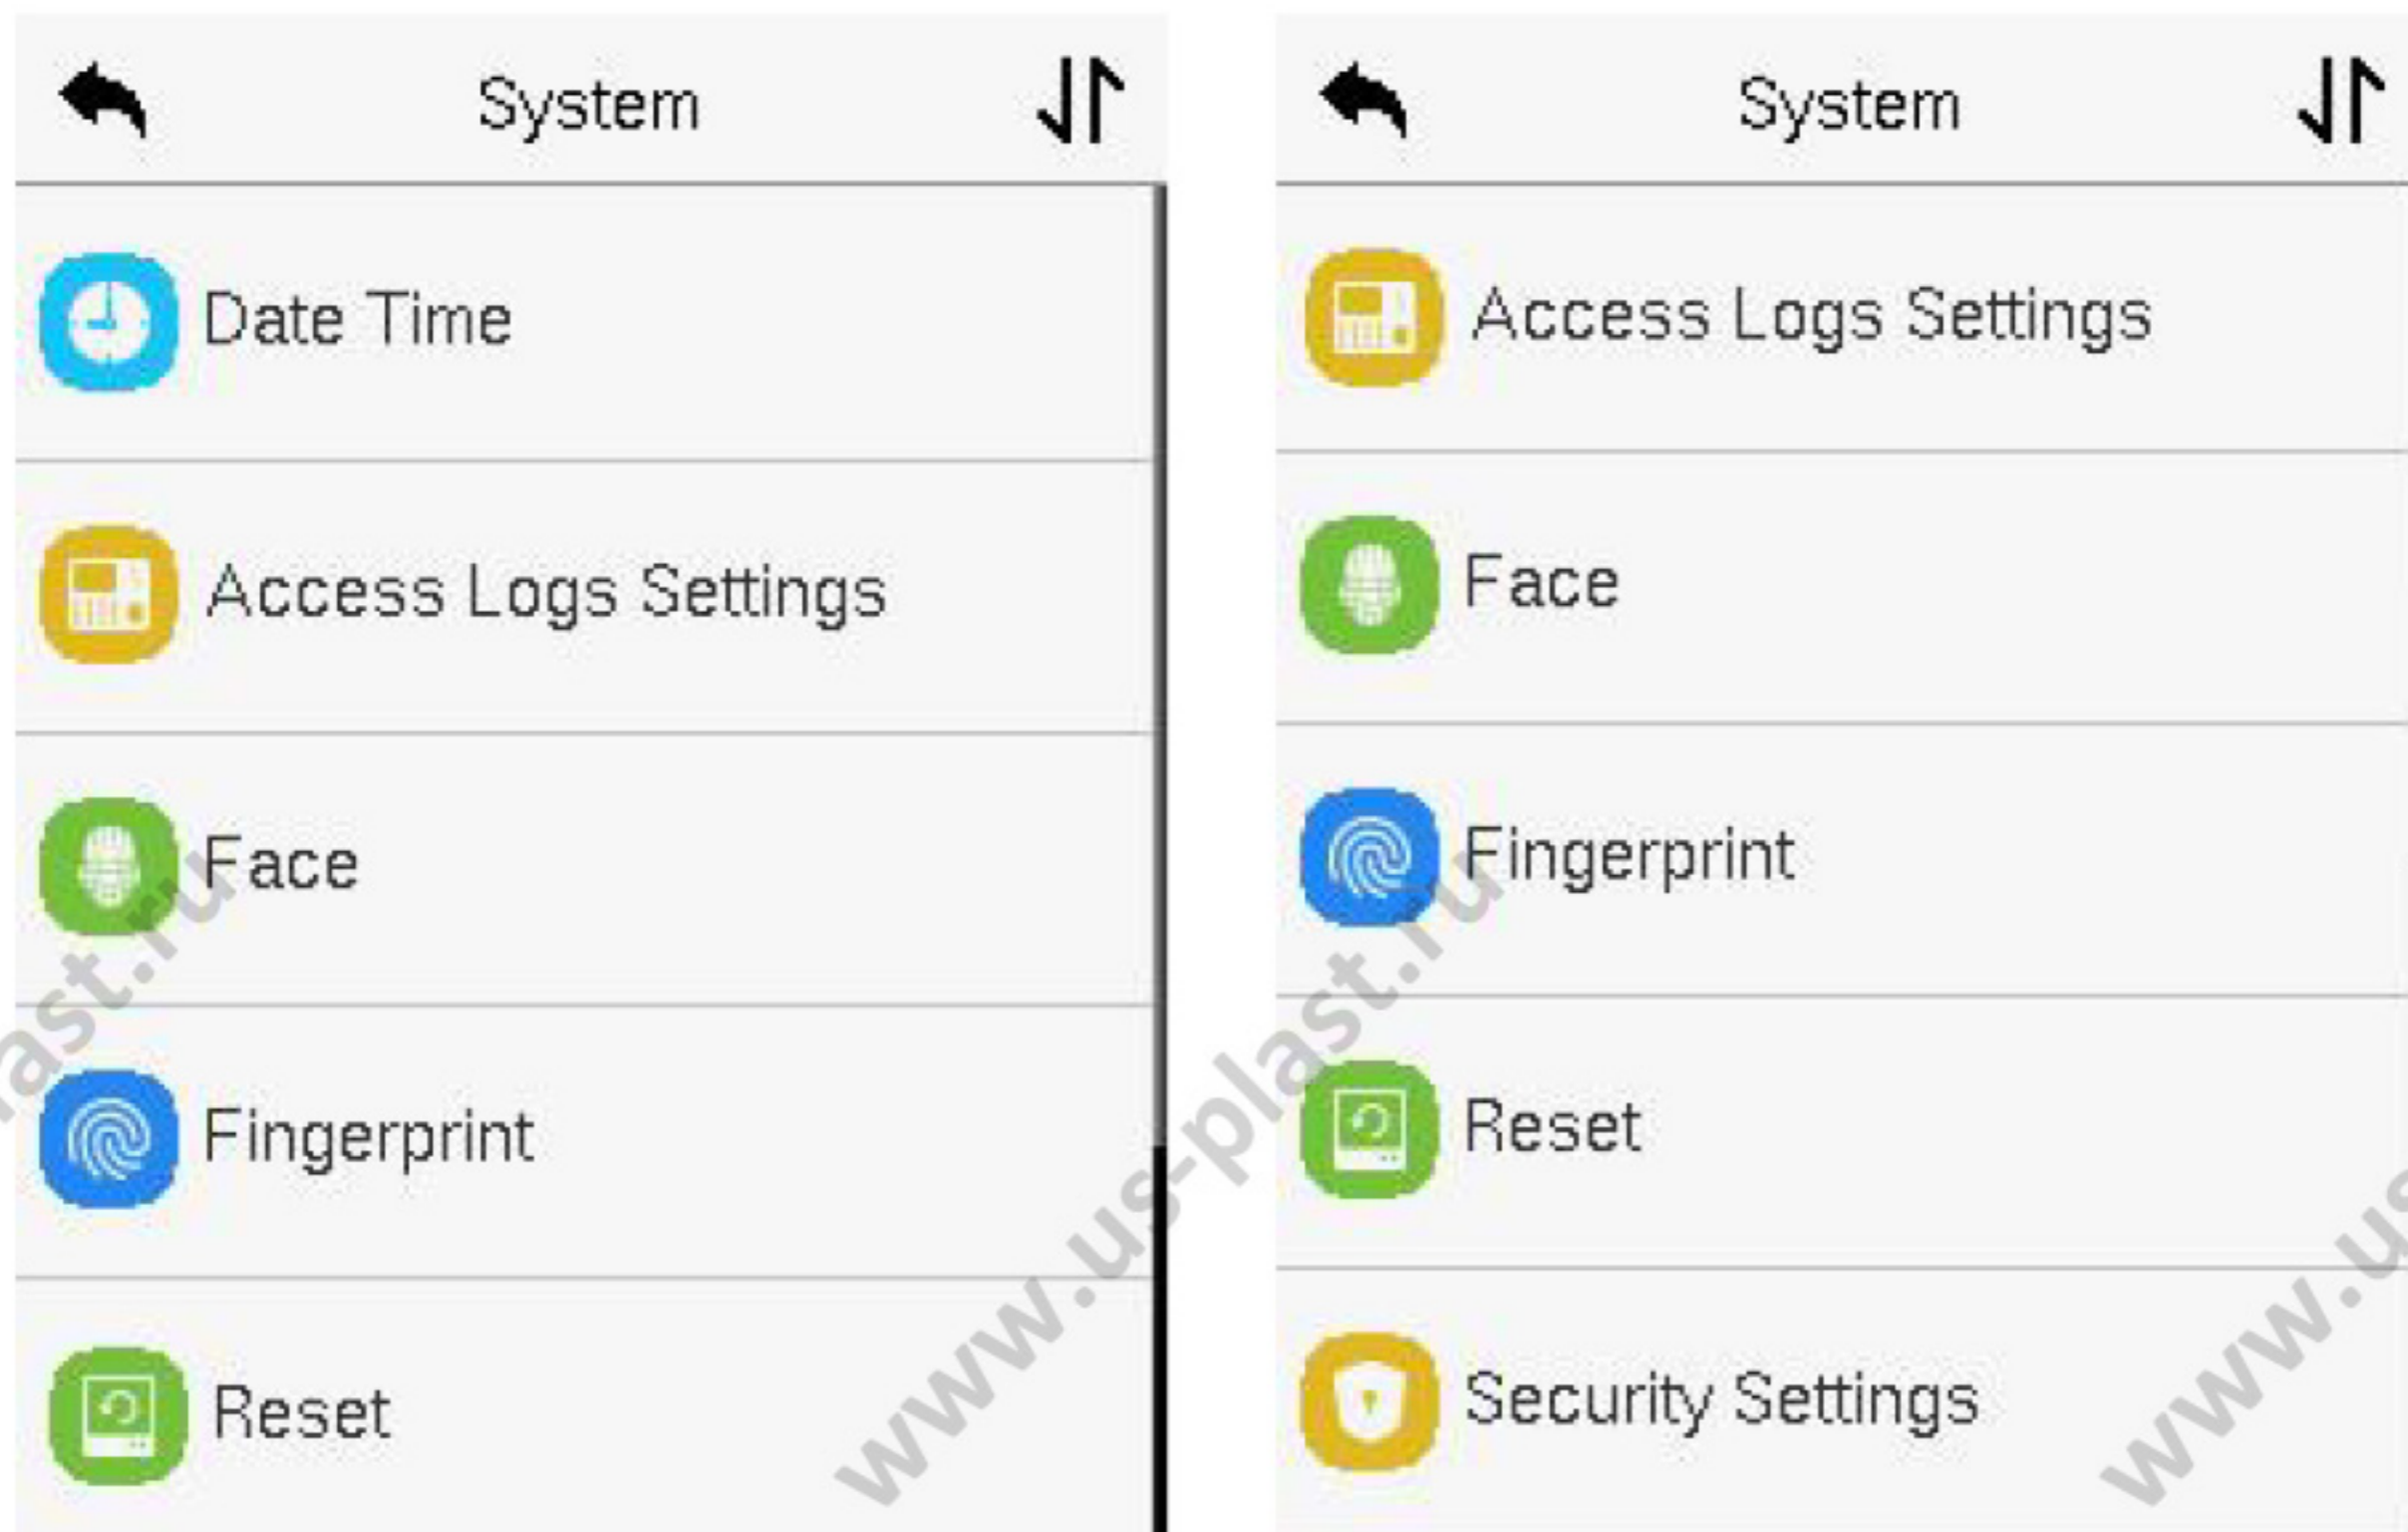 System
Date Time
Access Logs Settings
Face
Fingerprint
Reset
System
Access Logs Settings
Face
Fingerprint
Reset
Security Settings
last.ru
www.us-plast.ru
www.us